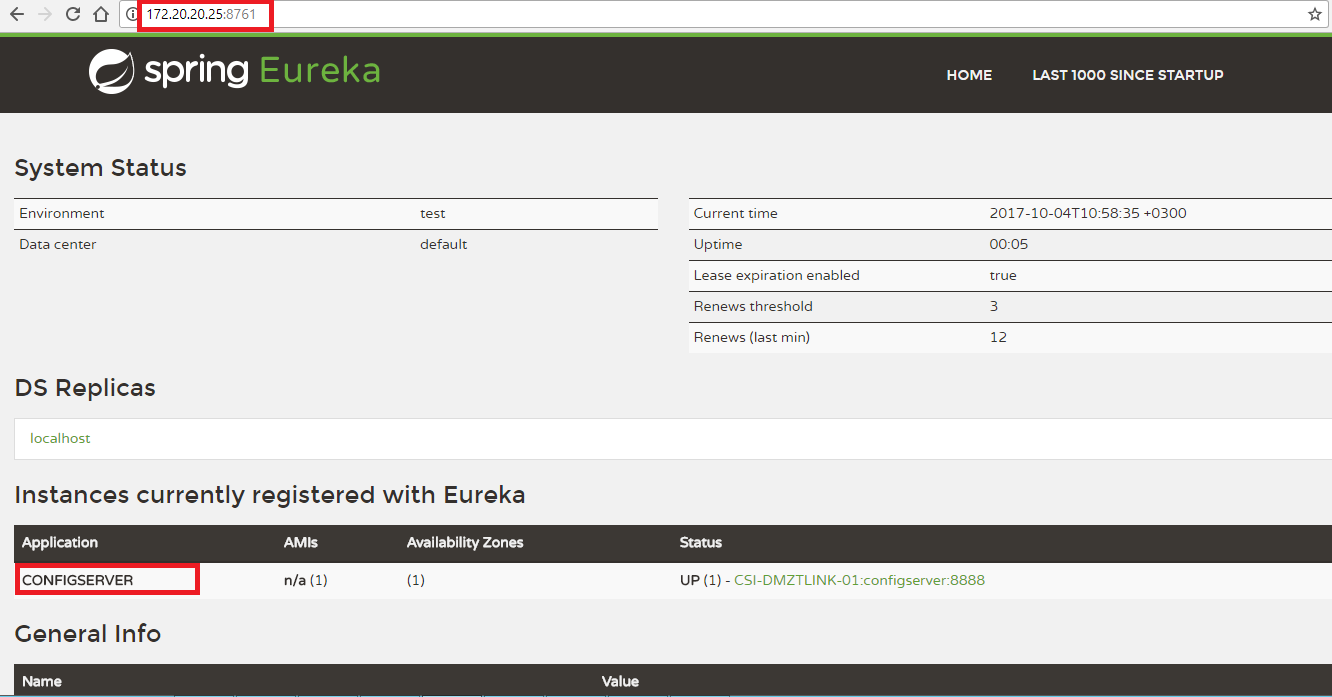 172.20.20.25:8761
spring Eureka
HOME LAST 1000 SINCE STARTUP
System Status
Environment test
Data center default
Current time 2017-10-04T10:58:35 +0300
Uptime 00:05
Lease expiration enabled true
Renews threshold 3
Renews (last min) 12
DS Replicas
localhost
Instances currently registered with Eureka
Application AMIs Availability Zones Status
CONFIGSERVER n/a (1) (1) UP (1) - CSI-DMZTLINK-01:configserver:8888
General Info
Name Value